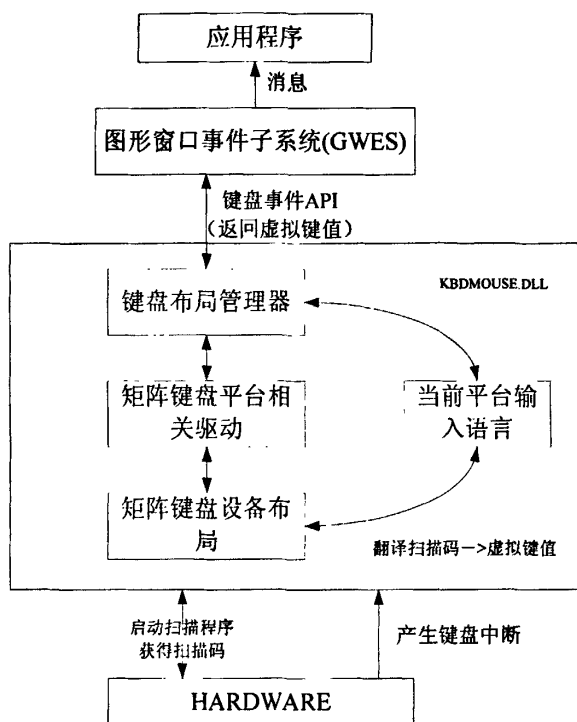 应用程序
消息
图形窗口事件子系统(GWES)
键盘事件API
（返回虚拟键值）
KBDMOUSE.DLL
键盘布局管理器
矩阵键盘平台相
关驱动
当前平台输
入语言
矩阵键盘设备布
局
翻译扫描码—>虚拟键值
启动扫描程序
获得扫描码
产生键盘中断
HARDWARE